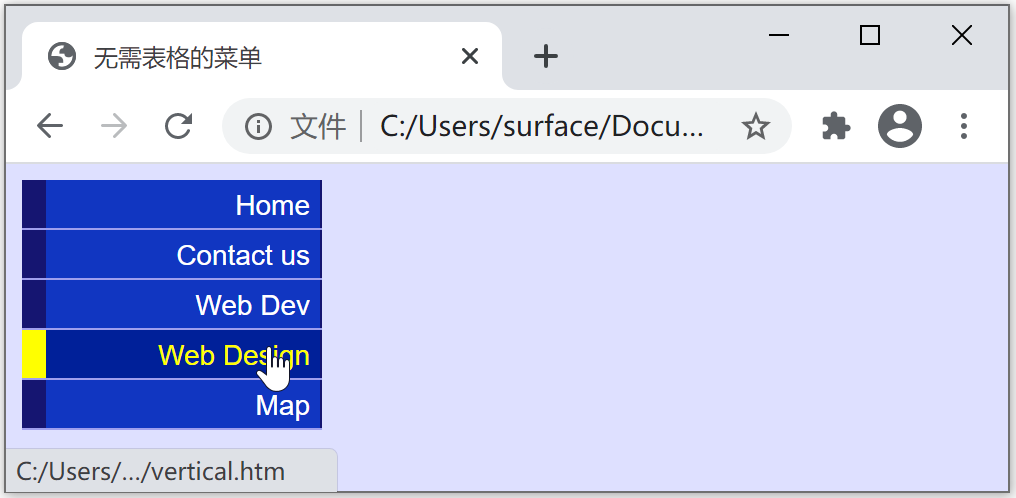 无需表格的菜单
文件 C:/Users/surface/Docu...
Home
Contact us
Web Dev
Web Design
Map
C:/Users/.../vertical.htm